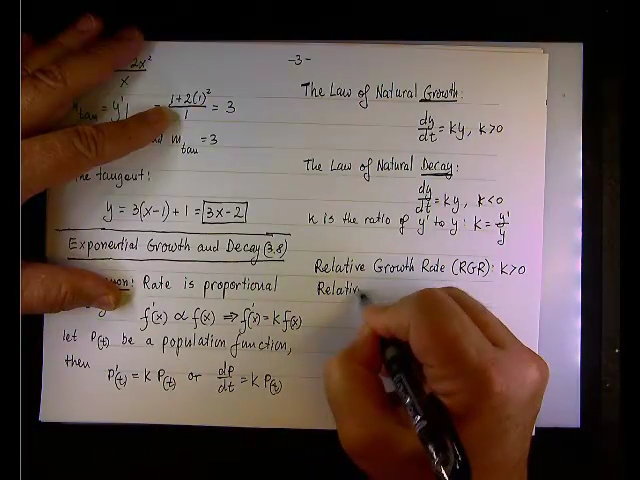 -3-
2x²
x
m_tan = y'| = 1+2(1)²/1 = 3
m_tan = 3
the tangent:
y = 3(x-1)+1 = 3x-2
Exponential Growth and Decay (3.8)
Rate is proportional
f'(x) ∝ f(x) ⇒ f'(x) = k f(x)
let P(t) be a population function,
then
P'(t) = k P(t) or dP/dt = k P(t)
The Law of Natural Growth:
dy/dt = ky, k>0
The Law of Natural Decay:
dy/dt = ky, k<0
k is the ratio of y' to y: k = y'/y
Relative Growth Rate (RGR): k>0
Relativ